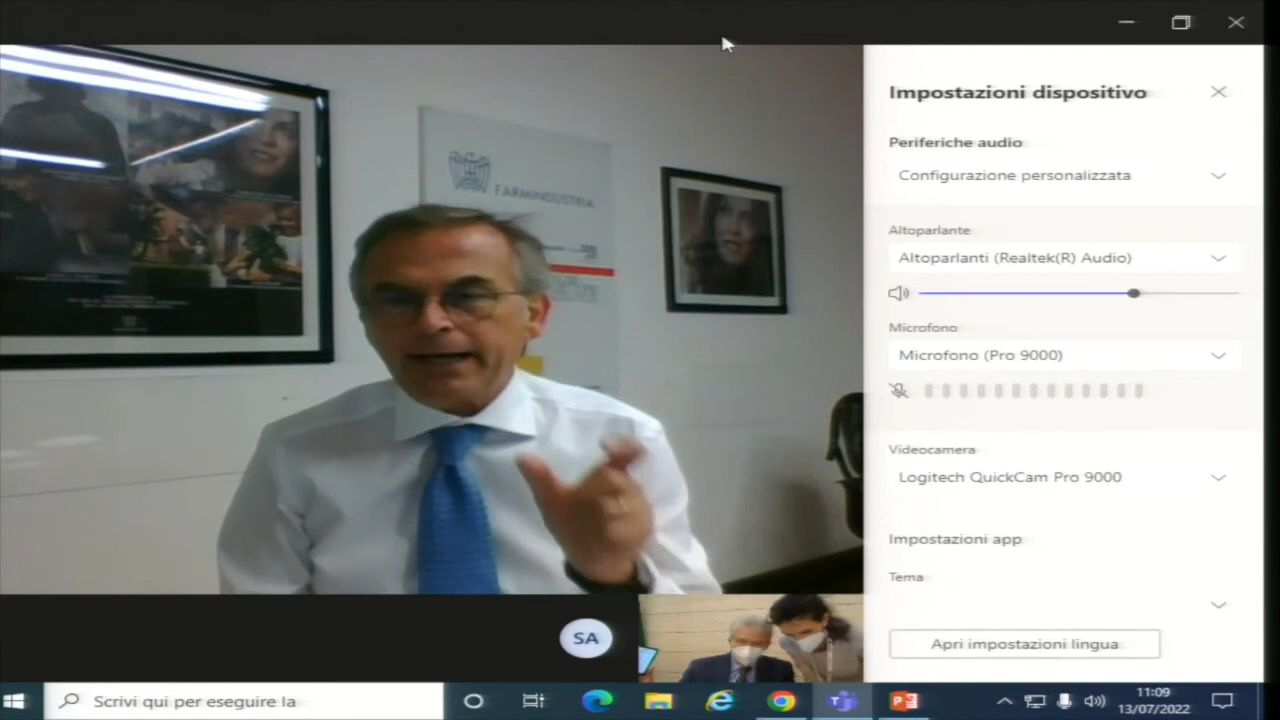 Impostazioni dispositivo
Periferiche audio
Configurazione personalizzata
FARMINDUSTRIA
Altoparlante
Altoparlanti (Realtek(R) Audio)
Microfono
Microfono (Pro 9000)
Videocamera
Logitech QuickCam Pro 9000
Impostazioni app
Tema
SA
Apri impostazioni lingua
Scrivi qui per eseguire la
11:09
13/07/2022